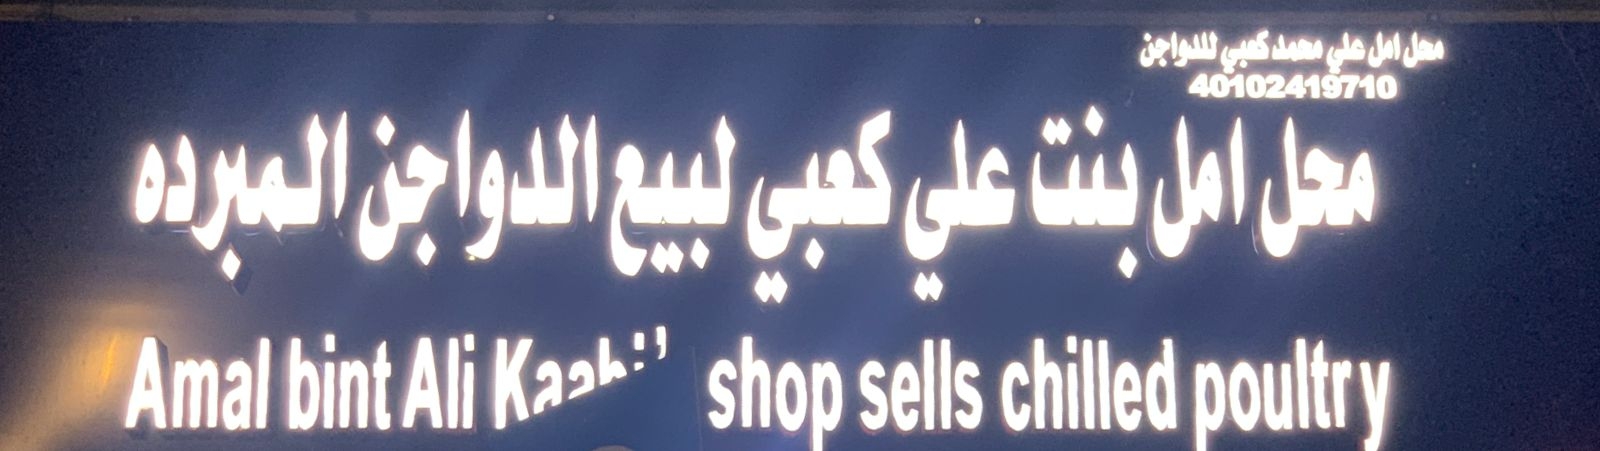 محل امل علي محمد كعبي للدواجن
40102419710
محل امل بنت علي كعبي لبيع الدواجن المبرده
Amal bint Ali shop sells chilled poultry